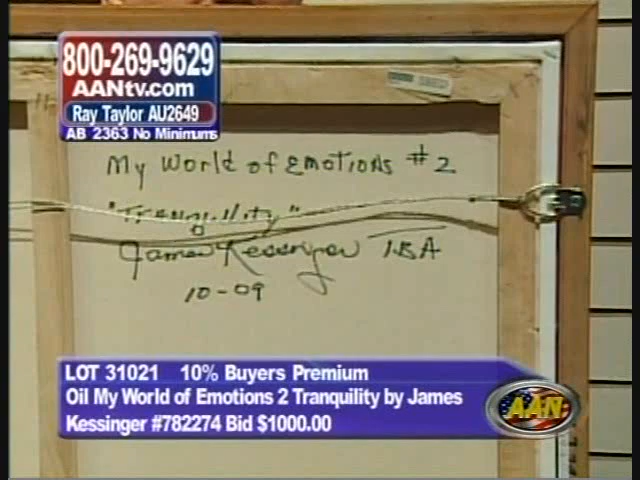 800-269-9629
AANtv.com
Ray Taylor AU2649
AB 2363 No Minimums
My World of Emotions #2
"Tranquility"
James Kessinger
10-09
LOT 31021 10% Buyers Premium
Oil My World of Emotions 2 Tranquility by James
Kessinger #782274 Bid $1000.00
AAN